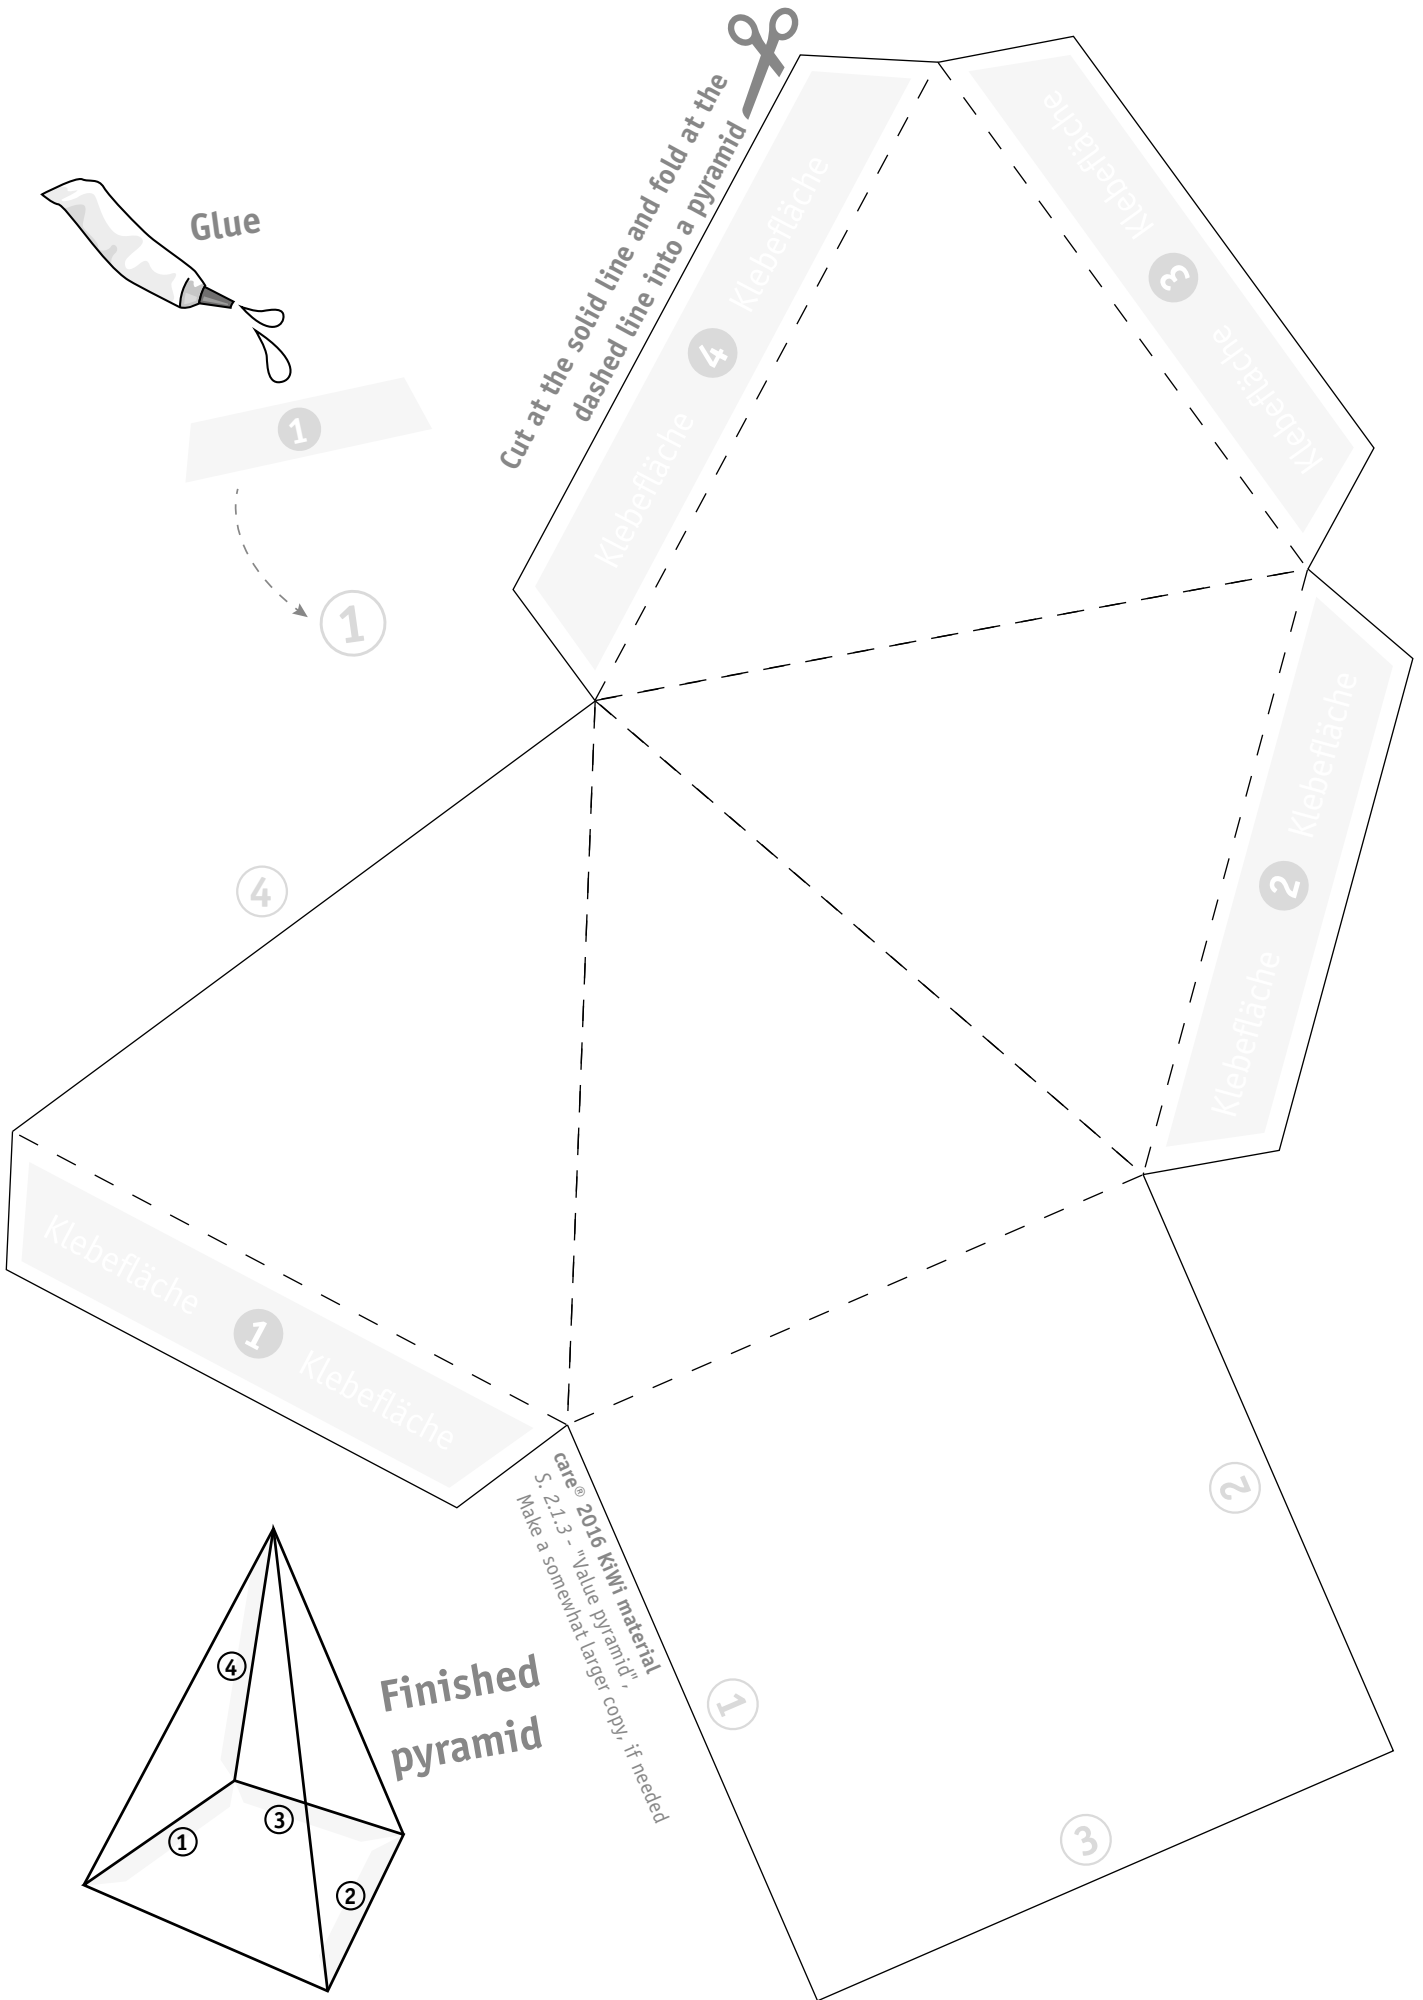 Cut at the solid line and fold at the
dashed line into a pyramid
Glue
1
1
Klebefläche 4 Klebefläche
Klebefläche 3 Klebefläche
Klebefläche 2 Klebefläche
4
Klebefläche 1 Klebefläche
care® 2016 KiWi material
S. 2.1.3 - "Value pyramid",
Make a somewhat larger copy, if needed
2
1
3
Finished
pyramid
4
3
1
2